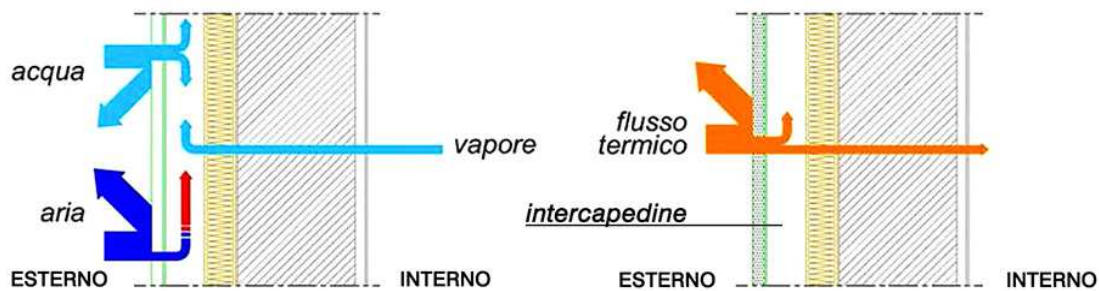 acqua
vapore
aria
ESTERNO
INTERNO
flusso
termico
intercapedine
ESTERNO
INTERNO